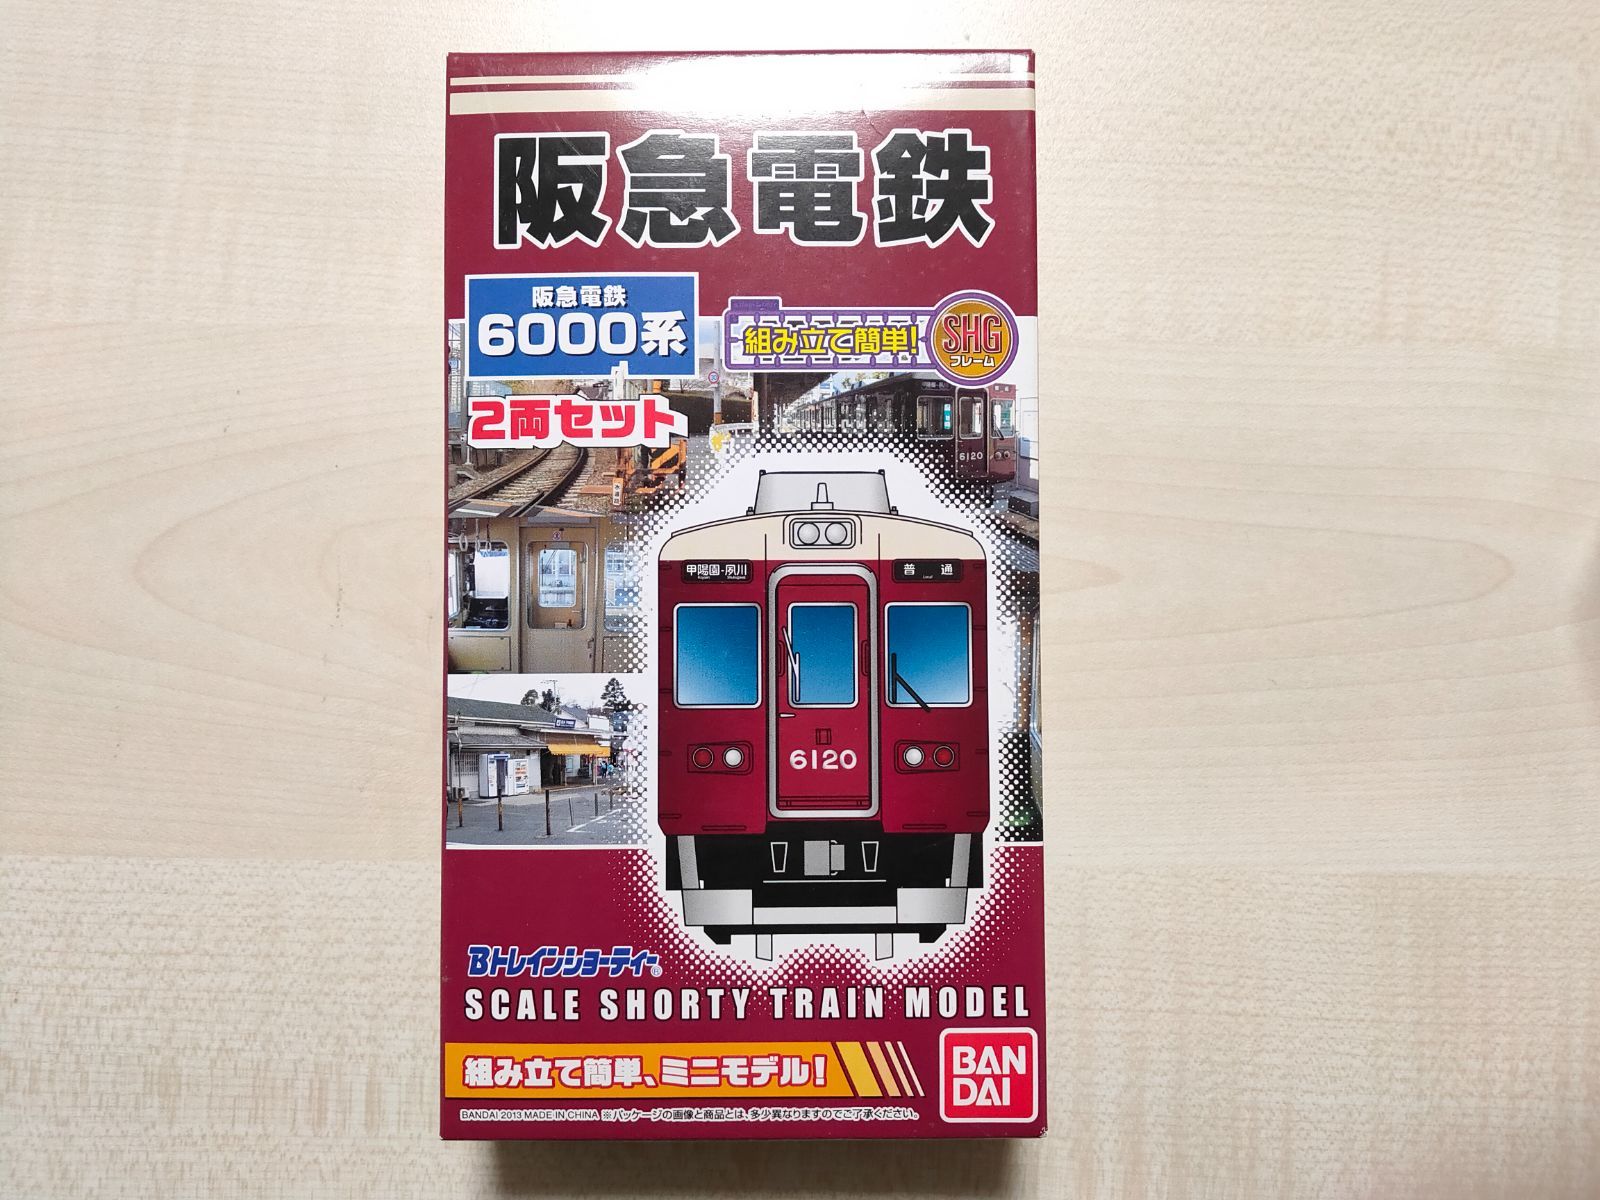 阪急電鉄
阪急電鉄
6000系
組み立て簡単!
SHG
フレーム
2両セット
6120
甲陽園-夙川
普通
Local
6120
Bトレインショーティー®
SCALE SHORTY TRAIN MODEL
組み立て簡単、ミニモデル!
BAN
DAI
BANDAI 2013 MADE IN CHINA ※パッケージの画像と商品とは、多少異なりますのでご了承ください。